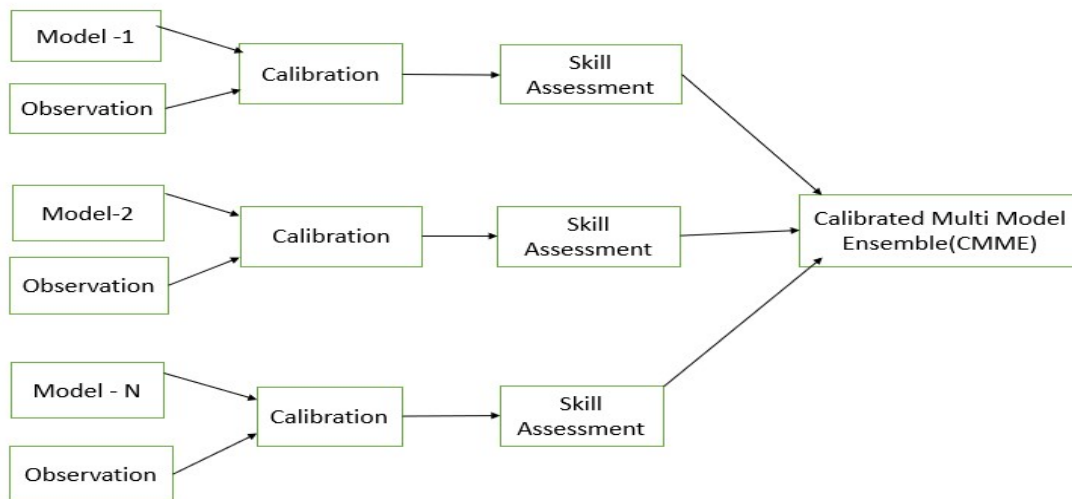 Model -1
Observation
Calibration
Skill
Assessment
Model-2
Observation
Calibration
Skill
Assessment
Calibrated Multi Model
Ensemble(CMME)
Model - N
Observation
Calibration
Skill
Assessment